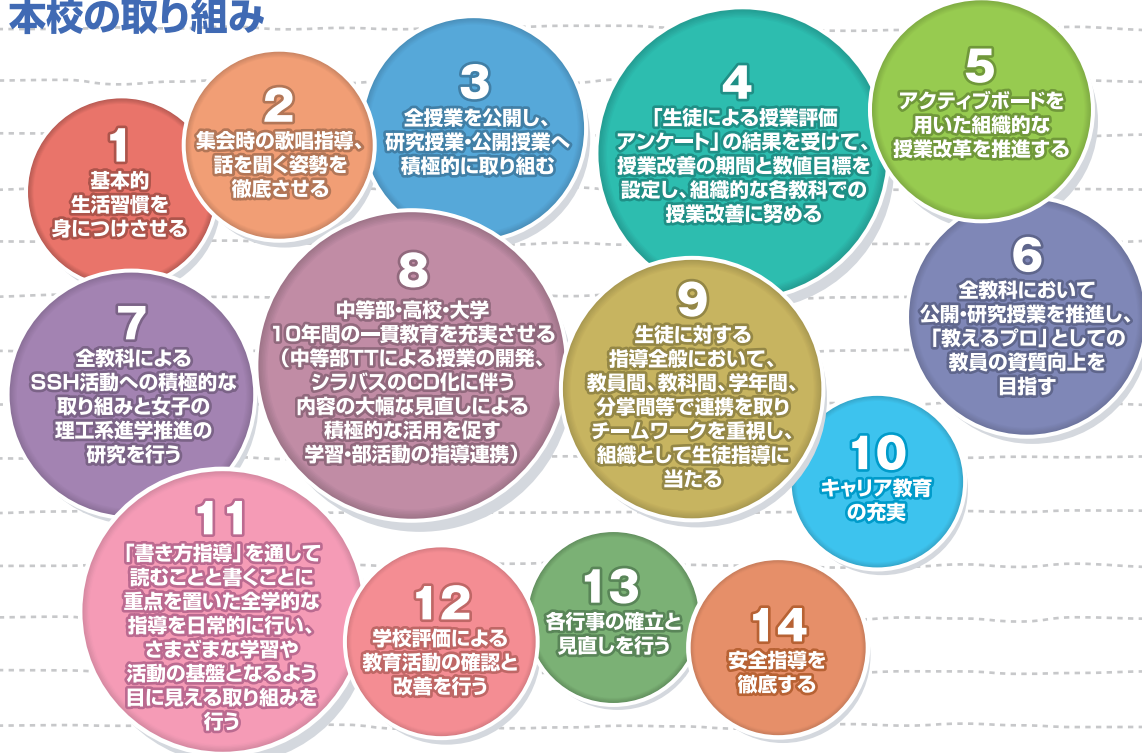 本校の取り組み
1
基本的
生活習慣を
身につけさせる
2
集会時の歌唱指導、
話を聞く姿勢を
徹底させる
3
全授業を公開し、
研究授業・公開授業へ
積極的に取り組む
4
「生徒による授業評価
アンケート」の結果を受けて、
授業改善の期間と数値目標を
設定し、組織的な各教科での
授業改善に努める
5
アクティブボードを
用いた組織的な
授業改革を推進する
6
全教科において
公開・研究授業を推進し、
「教えるプロ」としての
教員の資質向上を
目指す
7
全教科による
SSH活動への積極的な
取り組みと女子の
理工系進学推進の
研究を行う
8
中等部・高校・大学
10年間の一貫教育を充実させる
（中等部TTによる授業の開発、
シラバスのCD化に伴う
内容の大幅な見直しによる
積極的な活用を促す
学習・部活動の指導連携）
9
生徒に対する
指導全般において、
教員間、教科間、学年間、
分掌間等で連携を取り
チームワークを重視し、
組織として生徒指導に
当たる
10
キャリア教育
の充実
11
「書き方指導」を通して
読むことと書くことに
重点を置いた全学的な
指導を日常的に行い、
さまざまな学習や
活動の基盤となるよう
目に見える取り組みを
行う
12
学校評価による
教育活動の確認と
改善を行う
13
各行事の確立と
見直しを行う
14
安全指導を
徹底する